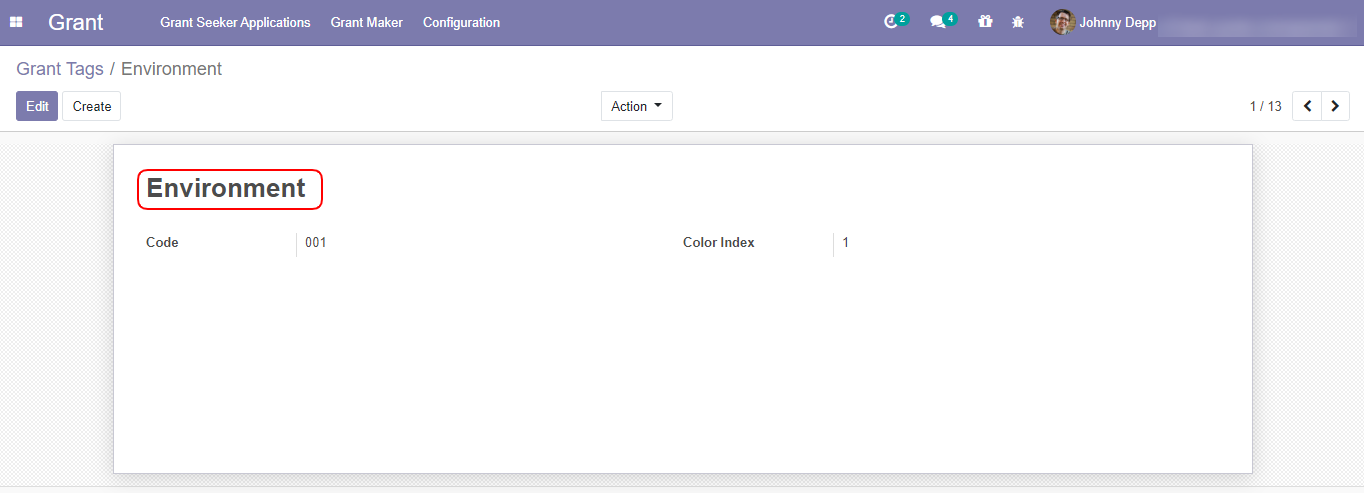 Grant Grant Seeker Applications Grant Maker Configuration 2 4 Johnny Depp
Grant Tags / Environment
Edit Create Action 1 / 13
Environment
Code 001 Color Index 1